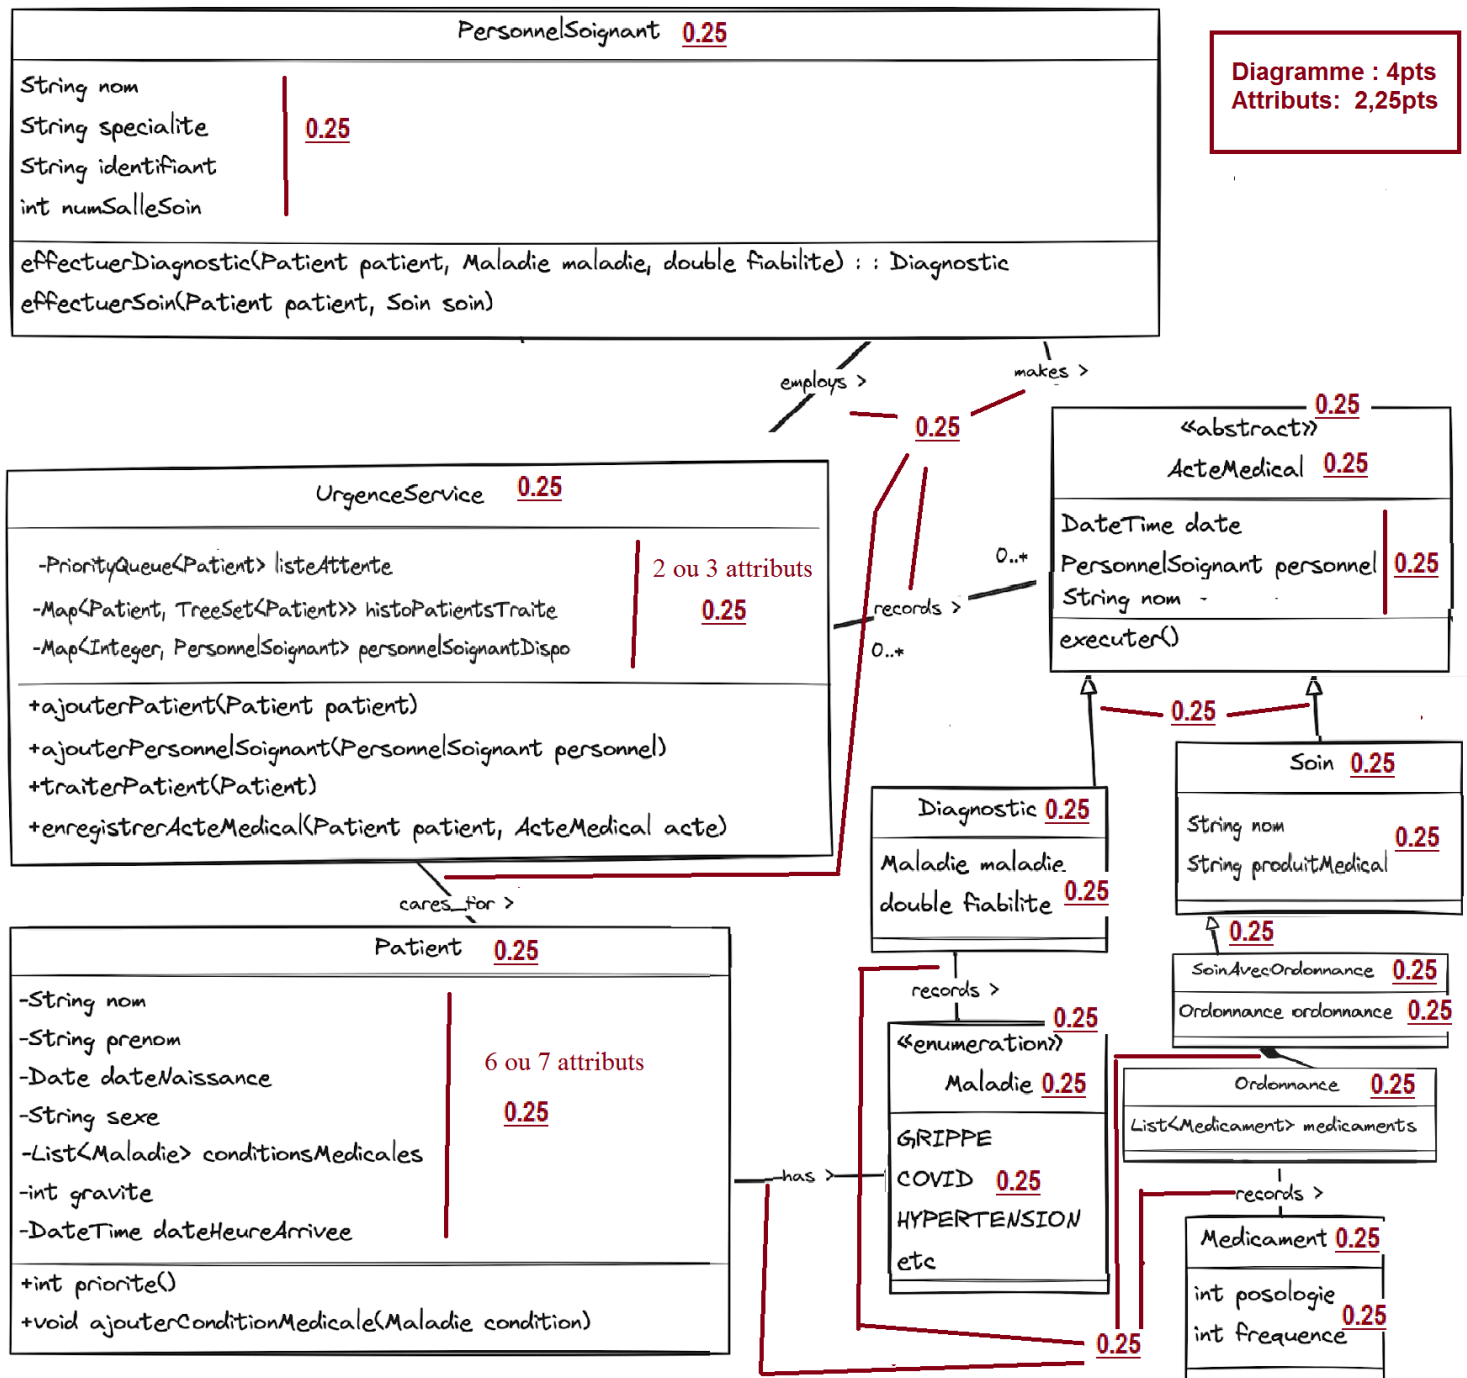 PersonnelSoignant 0.25
Diagramme : 4pts
Attributs: 2,25pts
String nom
String specialite 0.25
String identifiant
int numSalleSoin
effectuerDiagnostic(Patient patient, Maladie maladie, double fiabilite) : : Diagnostic
effectuerSoin(Patient patient, Soin soin)
employs >
makes >
0.25
0.25
«abstract»
ActeMedical 0.25
DateTime date
PersonnelSoignant personnel 0.25
String nom
executer()
UrgenceService 0.25
-PriorityQueue<Patient> listeAttente
2 ou 3 attributs
-Map<Patient, TreeSet<Patient>> histoPatientsTraite 0.25
-Map<Integer, PersonnelSoignant> personnelSoignantDispo
+ajouterPatient(Patient patient)
+ajouterPersonnelSoignant(PersonnelSoignant personnel)
+traiterPatient(Patient)
+enregistrerActeMedical(Patient patient, ActeMedical acte)
0..*
records >
0..*
0.25
Soin 0.25
String nom
String produitMedical
0.25
Diagnostic 0.25
Maladie maladie
double fiabilite 0.25
cares_for >
0.25
SoinAvecOrdonnance 0.25
Ordonnance ordonnance 0.25
Patient 0.25
-String nom
-String prenom
-Date dateNaissance
-String sexe
-List<Maladie> conditionsMedicales
-int gravite
-DateTime dateHeureArrivee
6 ou 7 attributs
0.25
+int priorite()
+void ajouterConditionMedicale(Maladie condition)
records >
0.25
«enumeration»
Maladie 0.25
GRIPPE
COVID 0.25
HYPERTENSION
etc
has >
Ordonnance 0.25
List<Medicament> medicaments
records >
Medicament 0.25
int posologie
int frequence
0.25
0.25